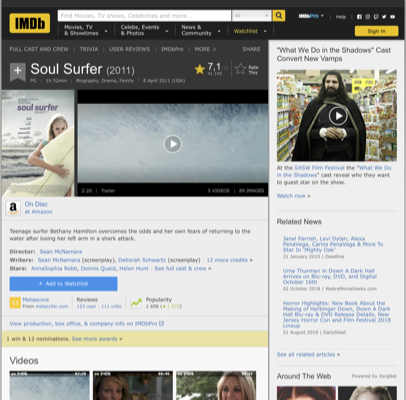 IMDb
Find Movies, TV shows, Celebrities and more...
All
IMDbPro
Help
Movies, TV
& Showtimes
Celebs, Events
& Photos
News &
Community
Watchlist
Sign in
FULL CAST AND CREW | TRIVIA | USER REVIEWS | IMDbPro | MORE
SHARE
+ Soul Surfer (2011)
7,1
Rate
This
PG | 1h 52min | Biography, Drama, Family | 8 April 2011 (USA)
soul surfer
2:20 | Trailer
5 VIDEOS | 89 IMAGES
a
On Disc
at Amazon
Teenage surfer Bethany Hamilton overcomes the odds and her own fears of returning to the
water after losing her left arm in a shark attack.
Director: Sean McNamara
Writers: Sean McNamara (screenplay), Deborah Schwartz (screenplay) | 12 more credits »
Stars: AnnaSophia Robb, Dennis Quaid, Helen Hunt | See full cast & crew »
+ Add to Watchlist
Metascore
From metacritic.com
Reviews
123 user | 111 critic
Popularity
View production, box office, & company info on IMDbPro
1 win & 12 nominations. See more awards »
Videos
"What We Do in the Shadows" Cast
Convert New Vamps
At the SXSW Film Festival the "What We Do
in the Shadows" cast reveal who they want
to guest star on the show.
Watch now »
Related News
Janel Parrish, Levi Dylan, Alexa
PenaVega, Carlos PenaVega & More To
Star In 'Mighty Oak'
31 January 2019 | Deadline
Uma Thurman in Down A Dark Hall
Arrives on Blu-ray, DVD, and Digital
October 16th
02 October 2018 | WeAreMovieGeeks.com
Horror Highlights: New Book About the
Making of Harbinger Down, Down A Dark
Hall Blu-ray & DVD Release Details, New
Jersey Horror Con and Film Festival 2018
Lineup
21 August 2018 | DailyDead
See all related articles »
Around The Web
Powered by ZergNet